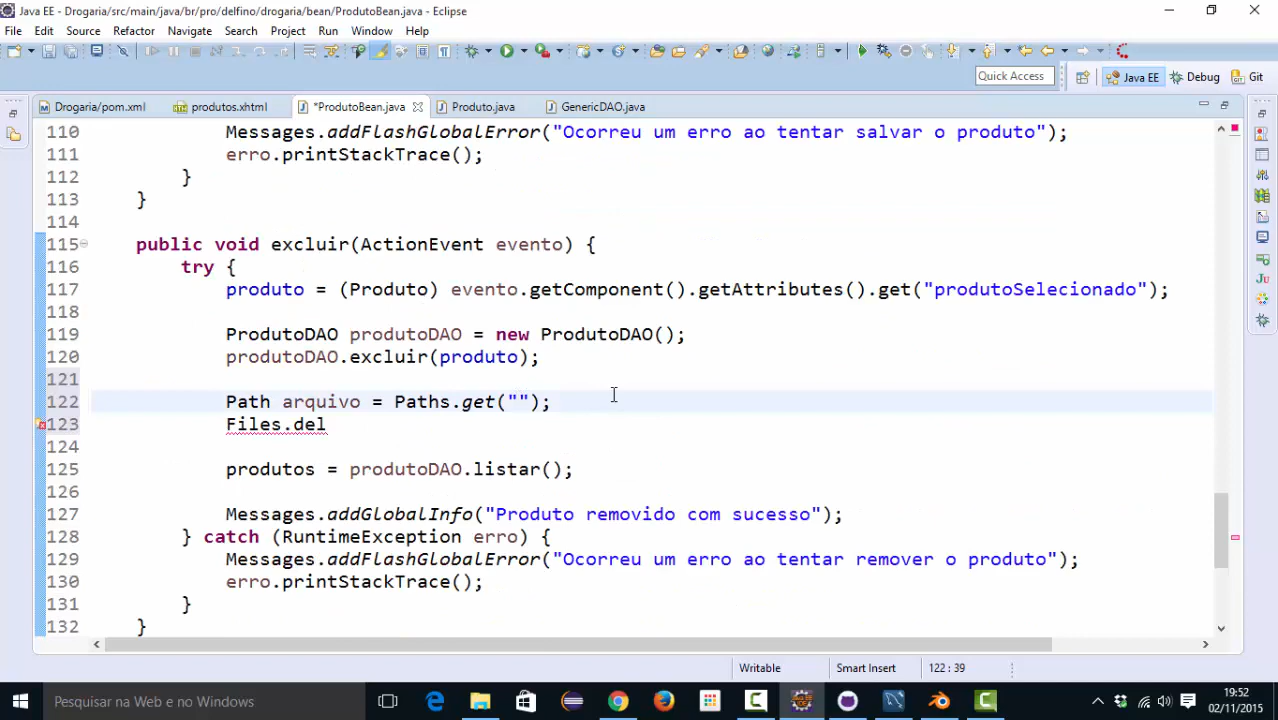 Java EE - Drogaria/src/main/java/br/pro/delfino/drogaria/bean/ProdutoBean.java - Eclipse
File Edit Source Refactor Navigate Search Project Run Window Help
Quick Access Java EE Debug Git
Drogaria/pom.xml produtos.xhtml *ProdutoBean.java Produto.java GenericDAO.java
110 Messages.addFlashGlobalError("Ocorreu um erro ao tentar salvar o produto");
111 erro.printStackTrace();
112 }
113 }
114
115 public void excluir(ActionEvent evento) {
116 try {
117 produto = (Produto) evento.getComponent().getAttributes().get("produtoSelecionado");
118
119 ProdutoDAO produtoDAO = new ProdutoDAO();
120 produtoDAO.excluir(produto);
121
122 Path arquivo = Paths.get("");
123 Files.del
124
125 produtos = produtoDAO.listar();
126
127 Messages.addGlobalInfo("Produto removido com sucesso");
128 } catch (RuntimeException erro) {
129 Messages.addFlashGlobalError("Ocorreu um erro ao tentar remover o produto");
130 erro.printStackTrace();
131 }
132 }
Writable Smart Insert 122 : 39
Pesquisar na Web e no Windows
19:52
02/11/2015